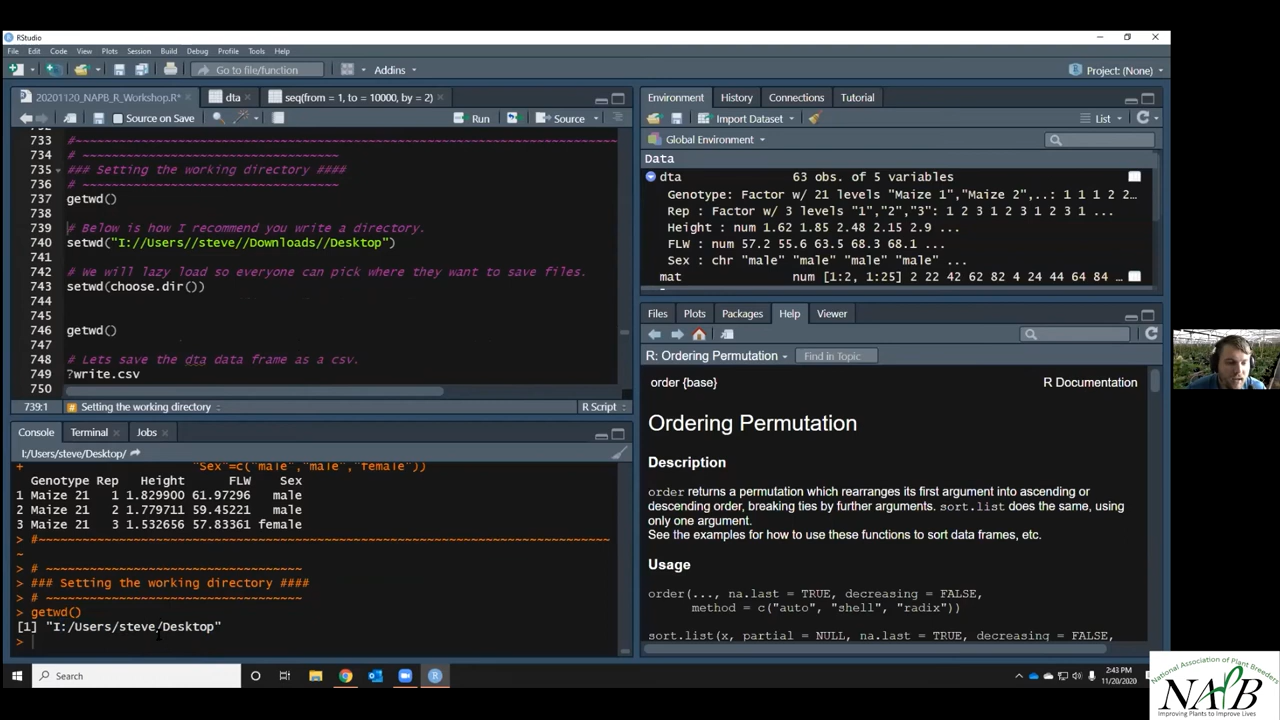 RStudio
File Edit Code View Plots Session Build Debug Profile Tools Help
Go to file/function Addins Project: (None)
20201120_NAPB_R_Workshop.R* dta seq(from = 1, to = 10000, by = 2)
Source on Save Run Source
733 #~~~~~~~~~~~~~~~~~~~~~~~~~~~~~~~~~~~~~~~~~~~~~~~~~~~~~~~~~~~~~~~~~~~~~~~~~~
734 # ~~~~~~~~~~~~~~~~~~~~~~~~~~~~~~~~~~~
735 ### Setting the working directory ####
736 # ~~~~~~~~~~~~~~~~~~~~~~~~~~~~~~~~~~~
737 getwd()
738
739 # Below is how I recommend you write a directory.
740 setwd("I://Users//steve//Downloads//Desktop")
741
742 # We will lazy load so everyone can pick where they want to save files.
743 setwd(choose.dir())
744
745
746 getwd()
747
748 # Lets save the dta data frame as a csv.
749 ?write.csv
750
739:1 Setting the working directory R Script
Console Terminal Jobs
I:/Users/steve/Desktop/
+ "Sex"=c("male","male","female"))
Genotype Rep Height FLW Sex
1 Maize 21 1 1.829900 61.97296 male
2 Maize 21 2 1.779711 59.45221 male
3 Maize 21 3 1.532656 57.83361 female
> #~~~~~~~~~~~~~~~~~~~~~~~~~~~~~~~~~~~~~~~~~~~~~~~~~~~~~~~~~~~~~~~~~~~~~~~~~~~~~
~
> # ~~~~~~~~~~~~~~~~~~~~~~~~~~~~~~~~~~~
> ### Setting the working directory ####
> # ~~~~~~~~~~~~~~~~~~~~~~~~~~~~~~~~~~~
> getwd()
[1] "I:/Users/steve/Desktop"
>
Environment History Connections Tutorial
Import Dataset List
Global Environment
Data
dta 63 obs. of 5 variables
Genotype: Factor w/ 21 levels "Maize 1","Maize 2",..: 1 1 1 2 2…
Rep : Factor w/ 3 levels "1","2","3": 1 2 3 1 2 3 1 2 3 1 ...
Height : num 1.62 1.85 2.48 2.15 2.9 ...
FLW : num 57.2 55.6 63.5 68.3 68.1 ...
Sex : chr "male" "male" "male" "male" ...
mat num [1:2, 1:25] 2 22 42 62 82 4 24 44 64 84 …
Files Plots Packages Help Viewer
R: Ordering Permutation Find in Topic
order {base} R Documentation
Ordering Permutation
Description
order returns a permutation which rearranges its first argument into ascending or
descending order, breaking ties by further arguments. sort.list does the same, using
only one argument.
See the examples for how to use these functions to sort data frames, etc.
Usage
order(..., na.last = TRUE, decreasing = FALSE,
method = c("auto", "shell", "radix"))
sort.list(x, partial = NULL, na.last = TRUE, decreasing = FALSE,
Search
2:43 PM
11/20/2020
National Association of Plant Breeders
NAPB
Improving Plants to Improve Lives